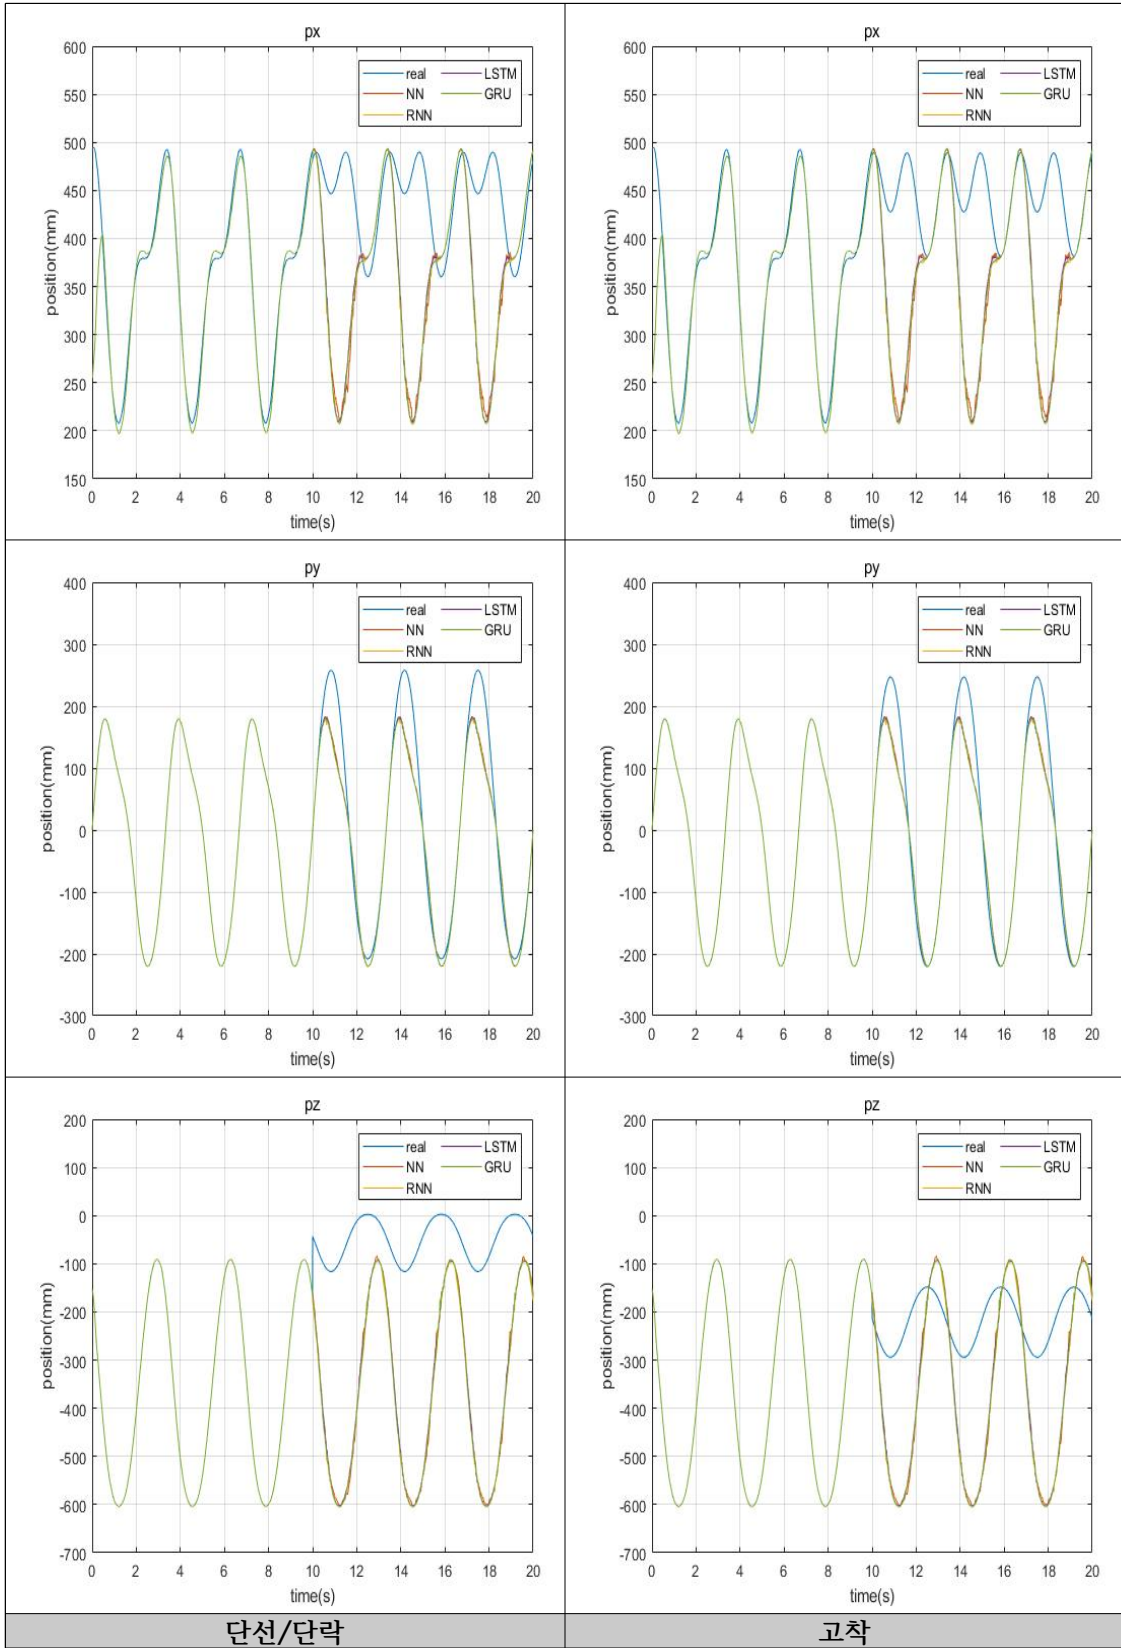 px
600
550
500
450
400
350
300
250
200
150
position(mm)
real
NN
RNN
LSTM
GRU
0 2 4 6 8 10 12 14 16 18 20
time(s)
px
600
550
500
450
400
350
300
250
200
150
position(mm)
real
NN
RNN
LSTM
GRU
0 2 4 6 8 10 12 14 16 18 20
time(s)
py
400
300
200
100
0
-100
-200
-300
position(mm)
real
NN
RNN
LSTM
GRU
0 2 4 6 8 10 12 14 16 18 20
time(s)
py
400
300
200
100
0
-100
-200
-300
position(mm)
real
NN
RNN
LSTM
GRU
0 2 4 6 8 10 12 14 16 18 20
time(s)
pz
200
100
0
-100
-200
-300
-400
-500
-600
-700
position(mm)
real
NN
RNN
LSTM
GRU
0 2 4 6 8 10 12 14 16 18 20
time(s)
pz
200
100
0
-100
-200
-300
-400
-500
-600
-700
position(mm)
real
NN
RNN
LSTM
GRU
0 2 4 6 8 10 12 14 16 18 20
time(s)
단선/단락
고착